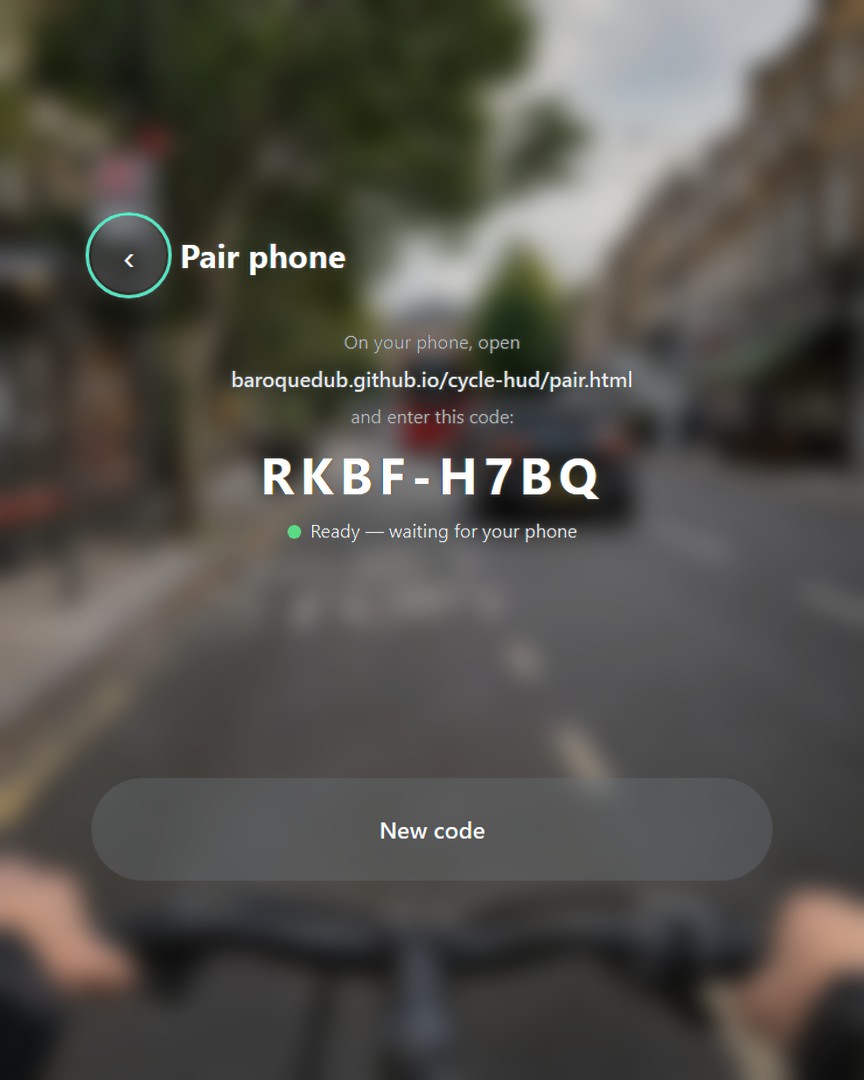 ‹ Pair phone
On your phone, open
baroquedub.github.io/cycle-hud/pair.html
and enter this code:
RKBF-H7BQ
Ready — waiting for your phone
New code